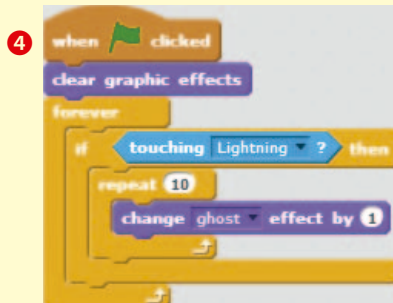 4
when clicked
clear graphic effects
forever
if touching Lightning ? then
repeat 10
change ghost effect by 1